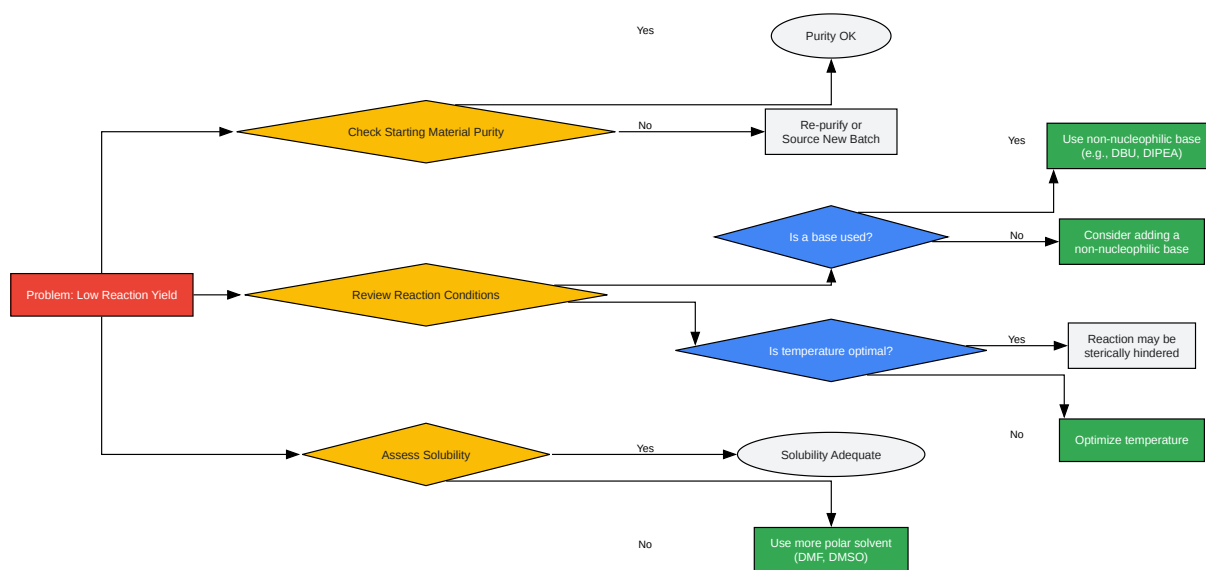 Yes
Purity OK
Check Starting Material Purity
No
Re-purify or
Source New Batch
Yes
Use non-nucleophilic base
(e.g., DBU, DIPEA)
Is a base used?
No
Consider adding a
non-nucleophilic base
Problem: Low Reaction Yield
Review Reaction Conditions
Is temperature optimal?
Yes
Reaction may be
sterically hindered
No
Optimize temperature
Assess Solubility
Yes
Solubility Adequate
No
Use more polar solvent
(DMF, DMSO)